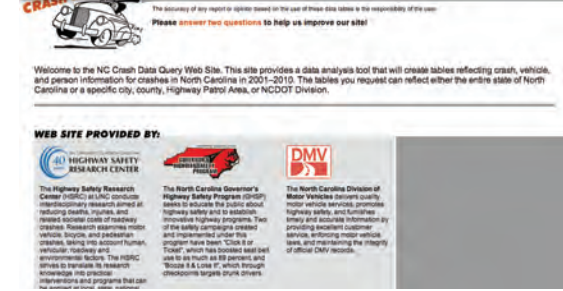 CRASH
The accuracy of any report or opinion based on the use of these data tables is the responsibility of the user.
Please answer two questions to help us improve our site!
Welcome to the NC Crash Data Query Web Site. This site provides a data analysis tool that will create tables reflecting crash, vehicle,
and person information for crashes in North Carolina in 2001–2010. The tables you request can reflect either the entire state of North
Carolina or a specific city, county, Highway Patrol Area, or NCDOT Division.
WEB SITE PROVIDED BY:
40 HIGHWAY SAFETY
RESEARCH CENTER
GOVERNOR'S
HIGHWAY SAFETY
PROGRAM
DMV
The Highway Safety Research
Center (HSRC) at UNC conducts
interdisciplinary research aimed at
reducing deaths, injuries, and
related societal costs of roadway
crashes. Research examines motor
vehicle, bicycle, and pedestrian
crashes, taking into account human,
vehicular, roadway and
environmental factors. The HSRC
strives to translate its research
knowledge into practical
interventions and programs that can
be applied at local, state, national
The North Carolina Governor's
Highway Safety Program (GHSP)
seeks to educate the public about
highway safety and to establish
innovative highway programs. Two
of the safety campaigns created
and implemented under this
program have been "Click It or
Ticket", which has boosted seat belt
use to as much as 89 percent, and
"Booze It & Lose It", which through
checkpoints targets drunk drivers.
The North Carolina Division of
Motor Vehicles delivers quality
motor vehicle services, promotes
highway safety, and furnishes
timely and accurate information by
providing excellent customer
service, enforcing motor vehicle
laws, and maintaining the integrity
of official DMV records.